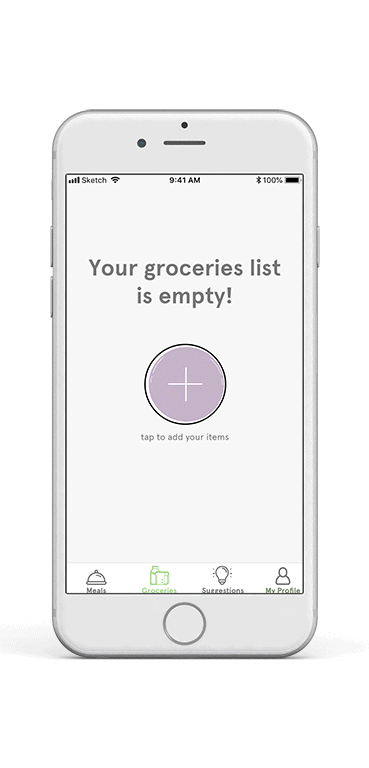 Sketch 9:41 AM 100%
Your groceries list
is empty!
tap to add your items
Meals Groceries Suggestions My Profile